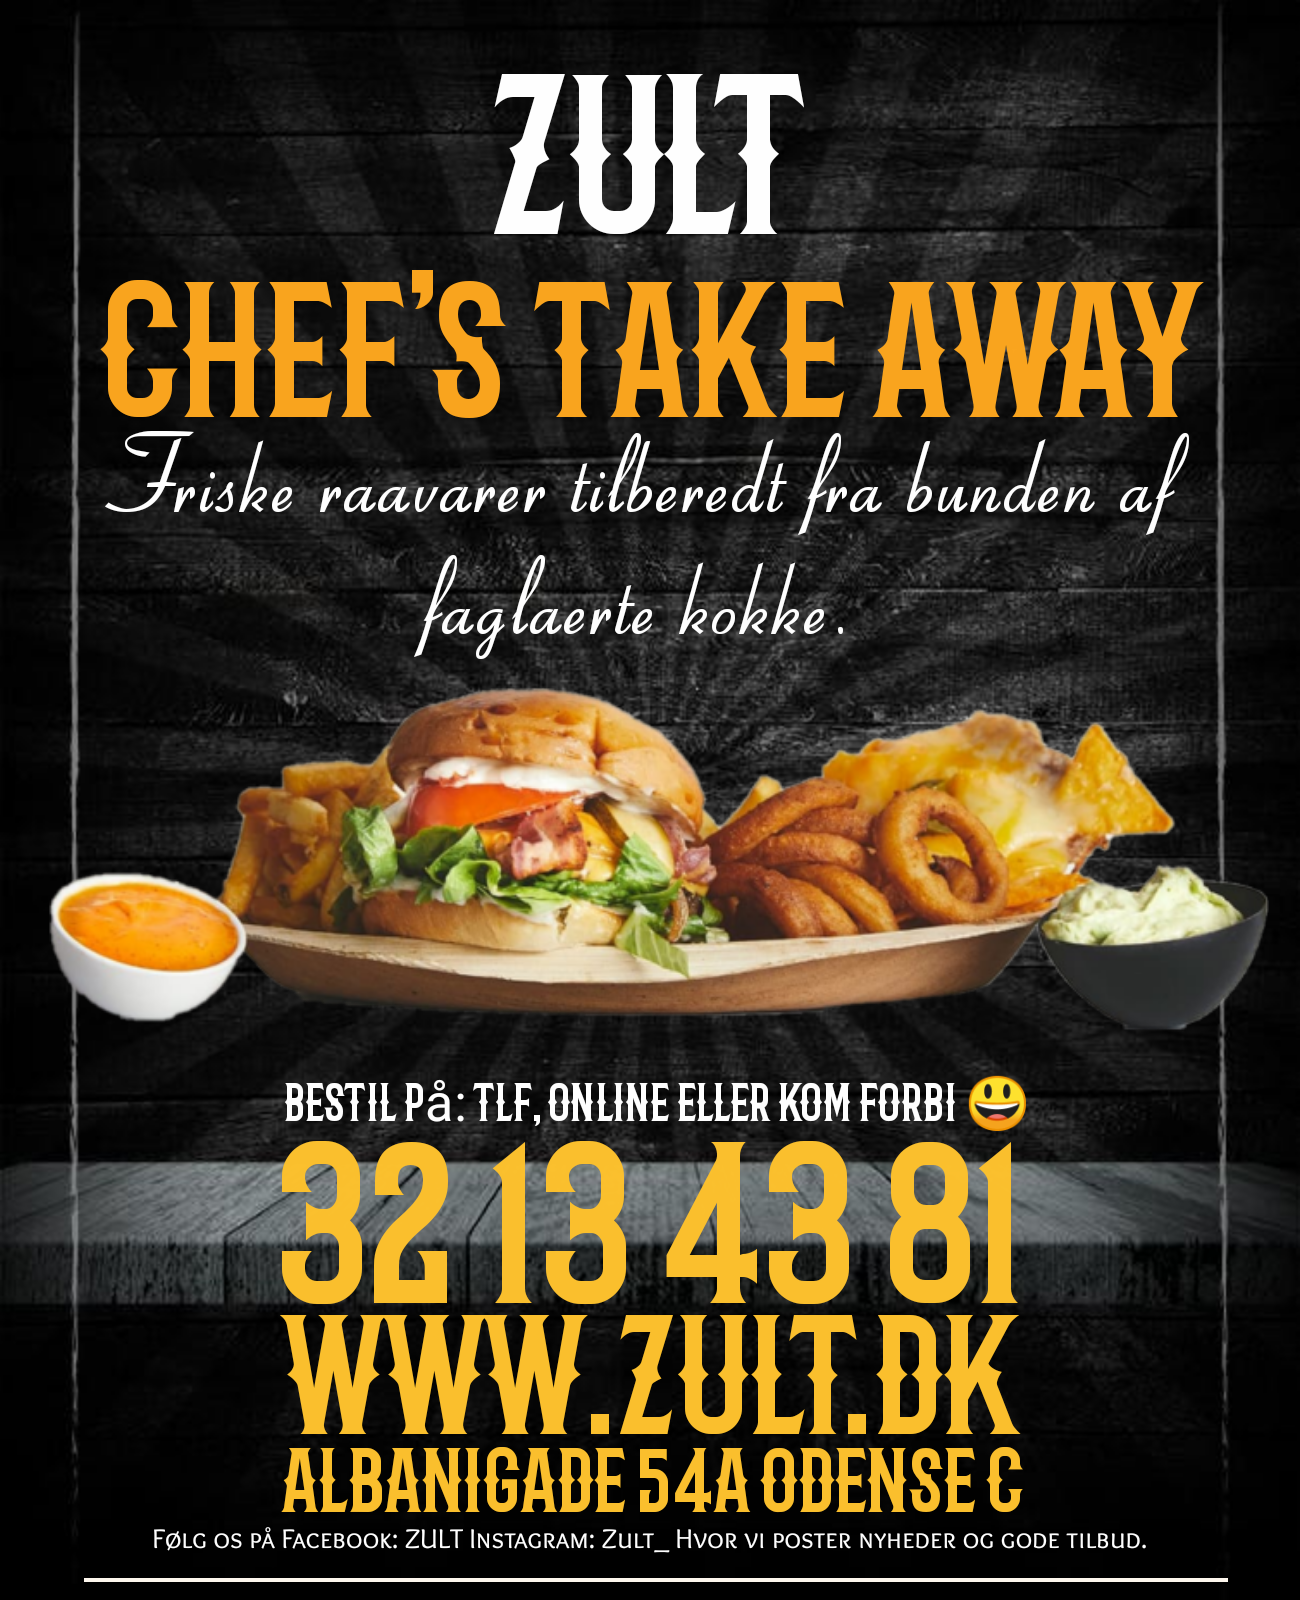 ZULT
CHEF'S TAKE AWAY
Friske raavarer tilberedt fra bunden af
faglaerte kokke.
BESTIL På: TLF, ONLINE ELLER KOM FORBI 😃
32 13 43 81
WWW.ZULT.DK
ALBANIGADE 54A ODENSE C
Følg os på Facebook: ZULT Instagram: Zult_ Hvor vi poster nyheder og gode tilbud.